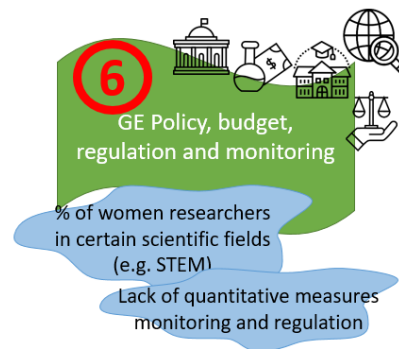 6
GE Policy, budget,
regulation and monitoring
% of women researchers
in certain scientific fields
(e.g. STEM)
Lack of quantitative measures
monitoring and regulation